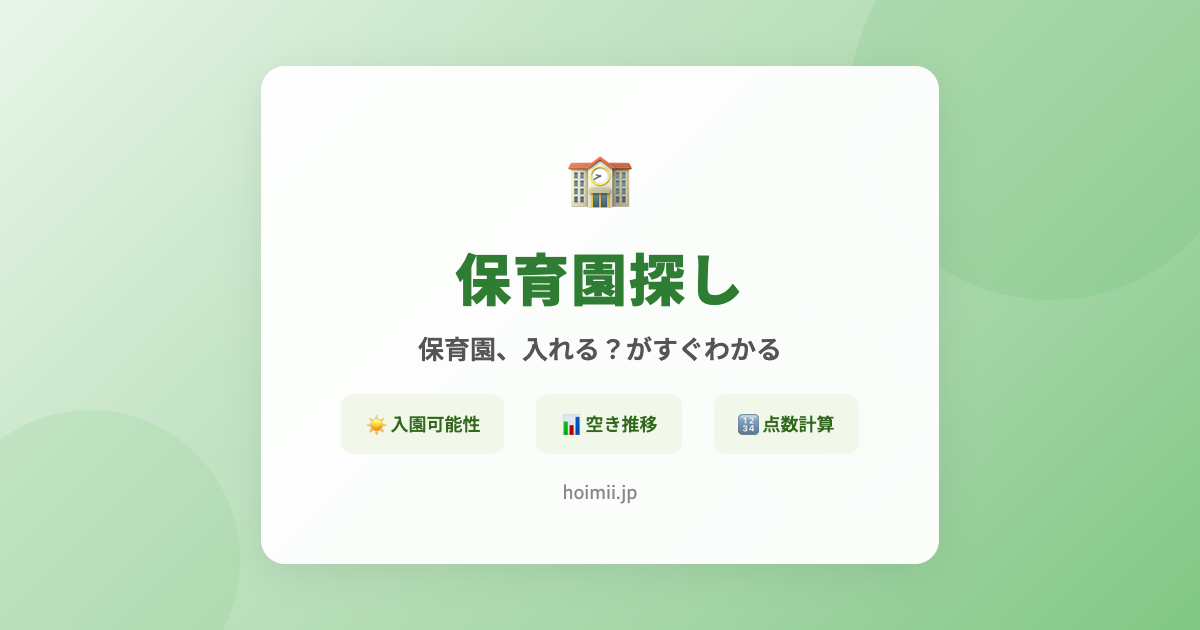 保育園探し
保育園、入れる？がすぐわかる
入園可能性
空き推移
1234 点数計算
hoimii.jp